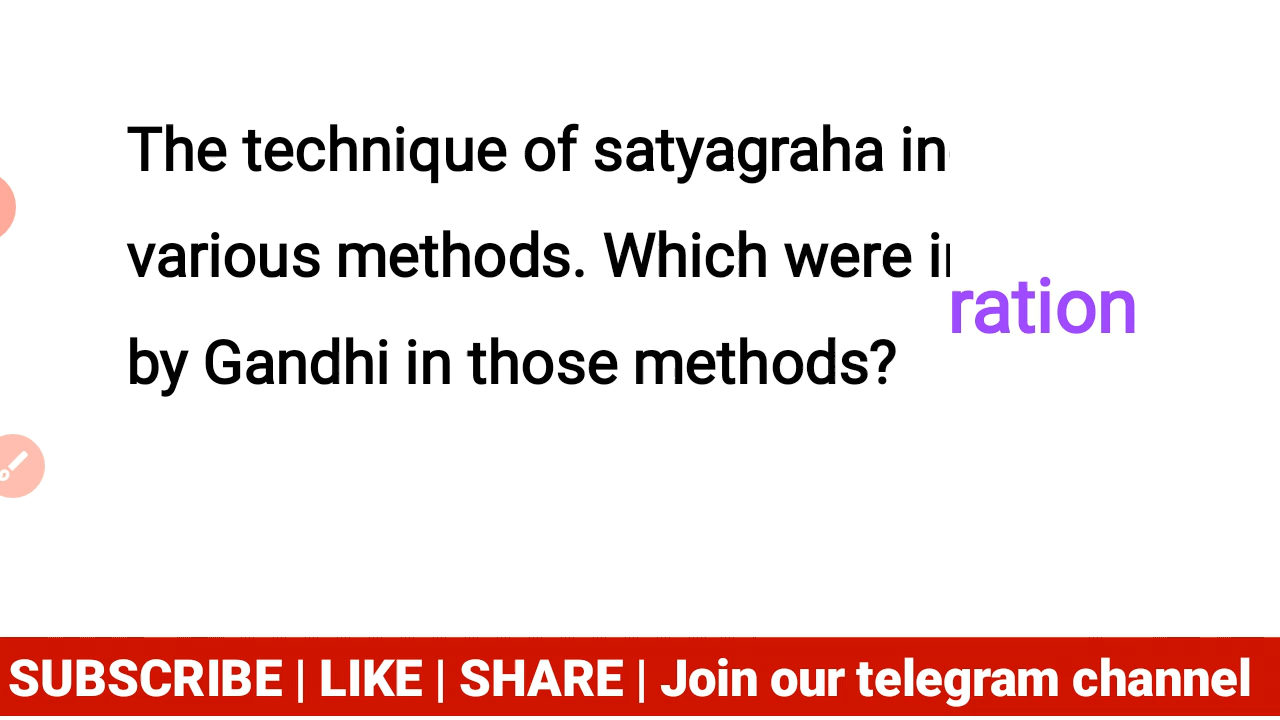 The technique of satyagraha in
various methods. Which were
ration
by Gandhi in those methods?
SUBSCRIBE | LIKE | SHARE | Join our telegram channel